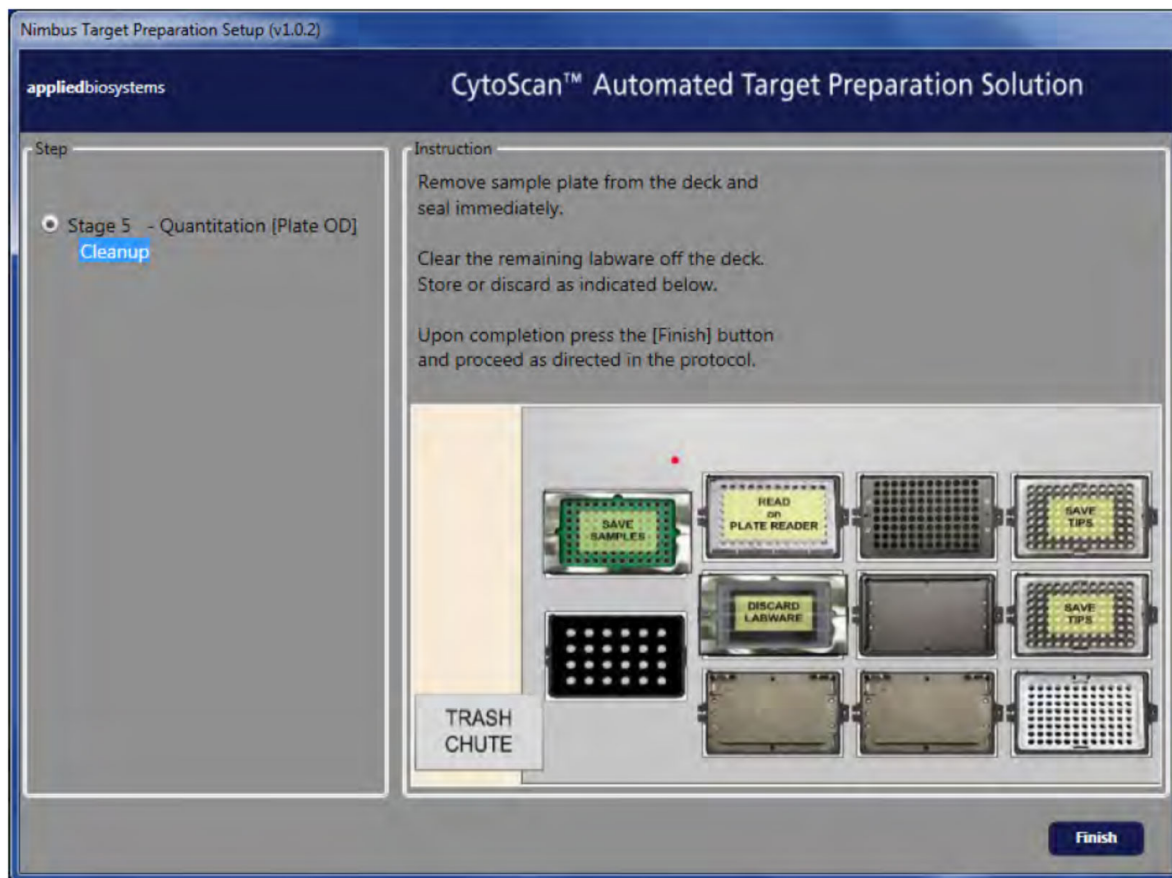 Nimbus Target Preparation Setup (v1.0.2)
appliedbiosystems
CytoScan™ Automated Target Preparation Solution
Step
Stage 5 - Quantitation [Plate OD]
Cleanup
Instruction
Remove sample plate from the deck and
seal immediately.
Clear the remaining labware off the deck.
Store or discard as indicated below.
Upon completion press the [Finish] button
and proceed as directed in the protocol.
SAVE
SAMPLES
READ
on
PLATE READER
SAVE
TIPS
DISCARD
LABWARE
SAVE
TIPS
TRASH
CHUTE
Finish